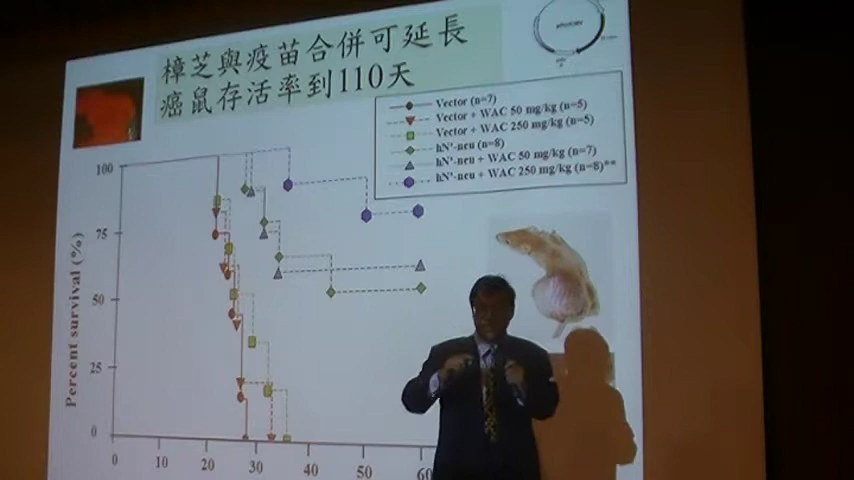 樟芝與疫苗合併可延長
癌鼠存活率到110天
Vector (n=7)
Vector + WAC 50 mg/kg (n=5)
Vector + WAC 250 mg/kg (n=5)
hN'-neu (n=8)
hN'-neu + WAC 50 mg/kg (n=7)
hN'-neu + WAC 250 mg/kg (n=8)**
Percent survival (%)
100
75
50
25
0
0 10 20 30 40 50 60